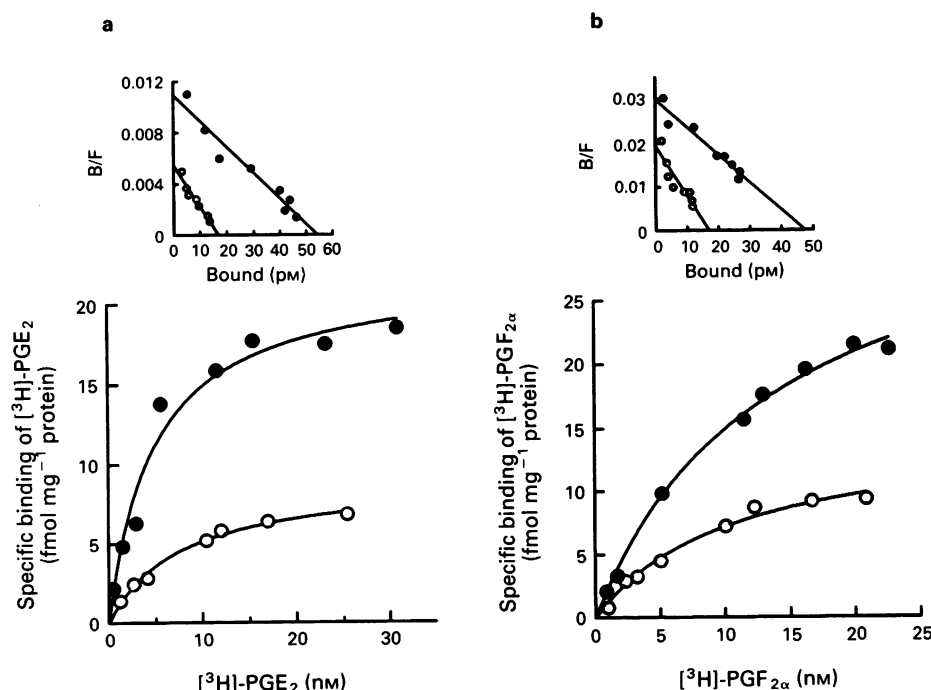 a
B/F
0.012
0.008
0.004
0
0 10 20 30 40 50 60
Bound (pM)
Specific binding of [³H]-PGE₂
(fmol mg⁻¹ protein)
20
15
10
5
0
0 10 20 30
[³H]-PGE₂ (nM)
b
B/F
0.03
0.02
0.01
0
0 10 20 30 40 50
Bound (pM)
Specific binding of [³H]-PGF₂α
(fmol mg⁻¹ protein)
25
20
15
10
5
0
0 5 10 15 20 25
[³H]-PGF₂α (nM)